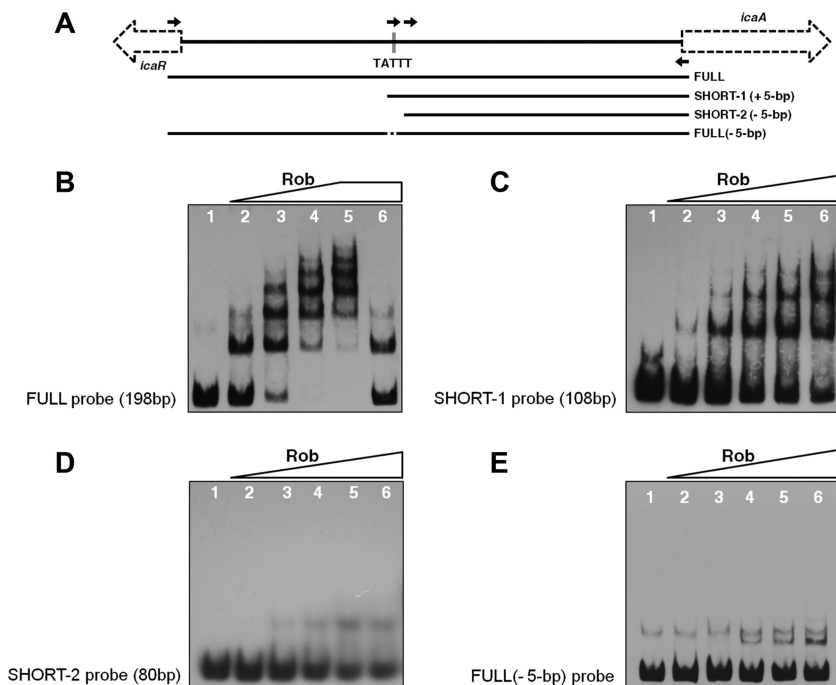 A
icaR
icaA
TATTT
FULL
SHORT-1 (+ 5-bp)
SHORT-2 (- 5-bp)
FULL(- 5-bp)
B
Rob
1 2 3 4 5 6
FULL probe (198bp)
C
Rob
1 2 3 4 5 6
SHORT-1 probe (108bp)
D
Rob
1 2 3 4 5 6
SHORT-2 probe (80bp)
E
Rob
1 2 3 4 5 6
FULL(- 5-bp) probe